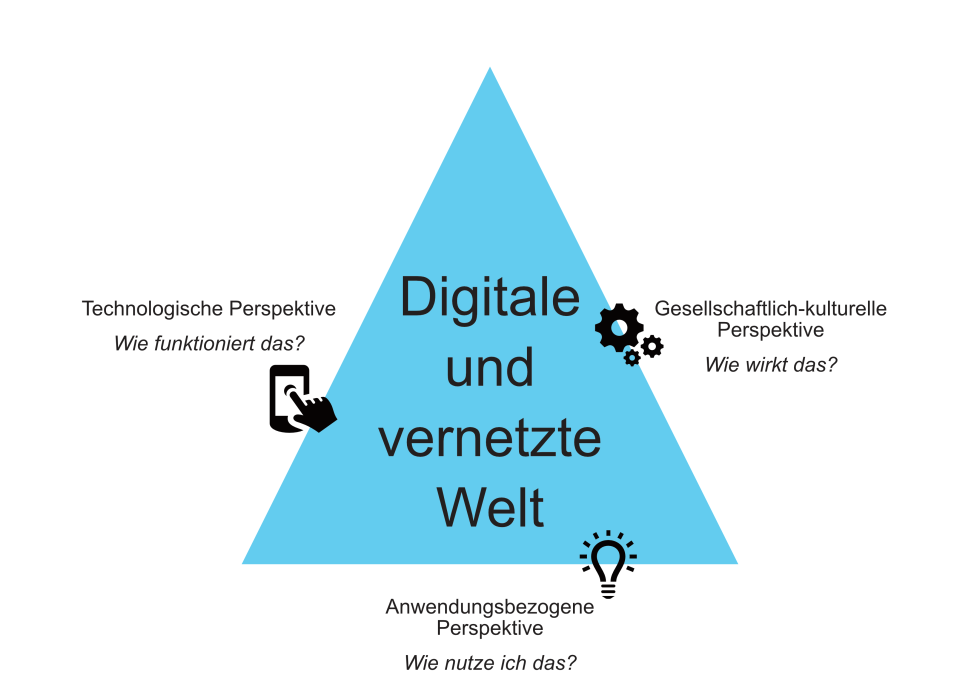 Digitale
und
vernetzte
Welt
Technologische Perspektive
Wie funktioniert das?
Gesellschaftlich-kulturelle
Perspektive
Wie wirkt das?
Anwendungsbezogene
Perspektive
Wie nutze ich das?